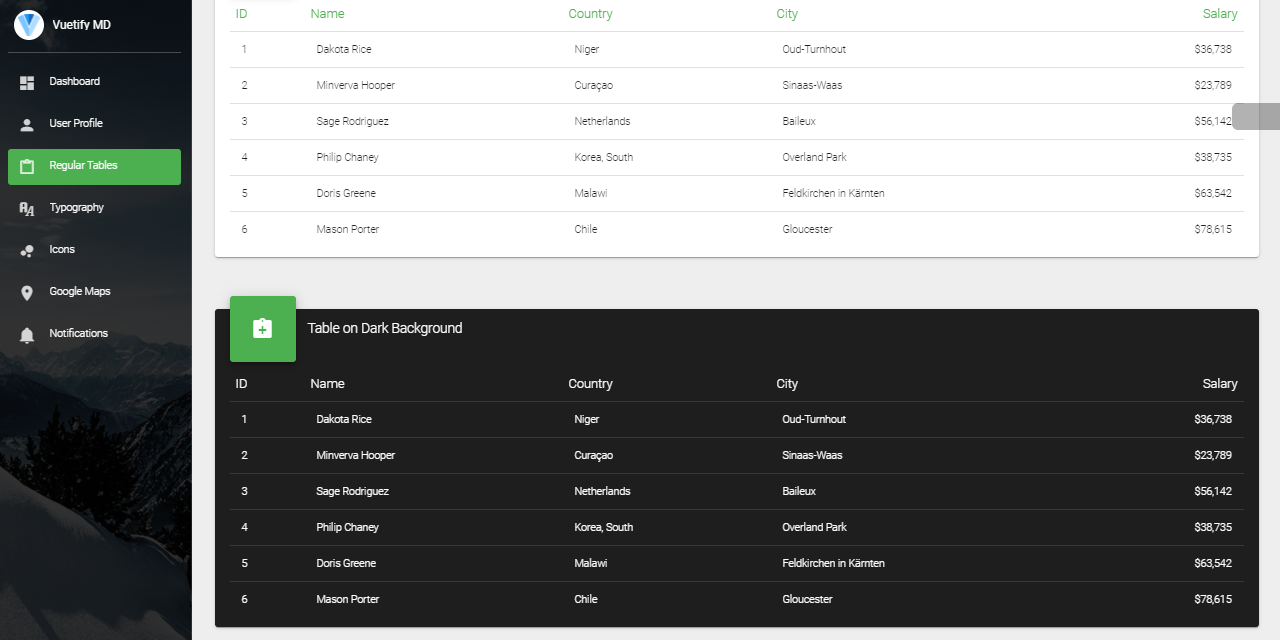 Vuetify MD
Dashboard
User Profile
Regular Tables
Typography
Icons
Google Maps
Notifications
ID Name Country City Salary
1 Dakota Rice Niger Oud-Turnhout $36,738
2 Minverva Hooper Curaçao Sinaas-Waas $23,789
3 Sage Rodriguez Netherlands Baileux $56,142
4 Philip Chaney Korea, South Overland Park $38,735
5 Doris Greene Malawi Feldkirchen in Kärnten $63,542
6 Mason Porter Chile Gloucester $78,615
Table on Dark Background
ID Name Country City Salary
1 Dakota Rice Niger Oud-Turnhout $36,738
2 Minverva Hooper Curaçao Sinaas-Waas $23,789
3 Sage Rodriguez Netherlands Baileux $56,142
4 Philip Chaney Korea, South Overland Park $38,735
5 Doris Greene Malawi Feldkirchen in Kärnten $63,542
6 Mason Porter Chile Gloucester $78,615